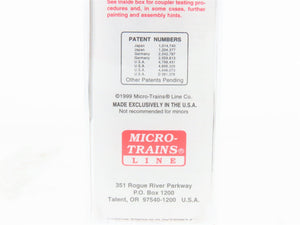 See inside box for coupler testing pro-
cedures and, in some cases, further
painting and assembly hints.
PATENT NUMBERS
Japan
Japan
Germany
Germany
U.S.A.
U.S.A.
U.S.A.
U.S.A.
Other Patents Pending
©1999 Micro-Trains® Line Co.
MADE EXCLUSIVELY IN THE U.S.A.
Not recommended for minors
MICRO-
TRAINS®
LINE
351 Rogue River Parkway
P.O. Box 1200
Talent, OR 97540-1200 U.S.A.